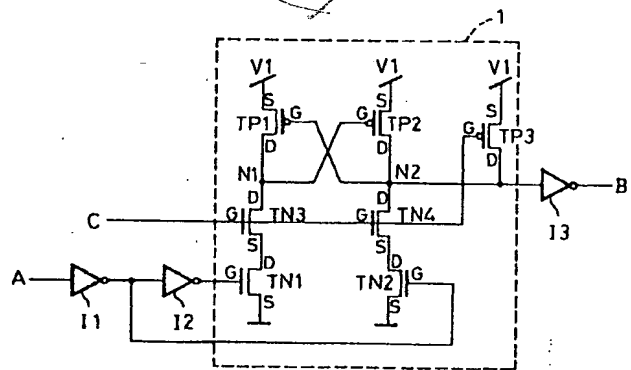 1
V1 V1 V1
S S S
TP1 G G TP2 G TP3
D D D
N1 N2
D D
C G TN3 G TN4
S S
D D
A G TN1 TN2 G B
S S I3
I1 I2